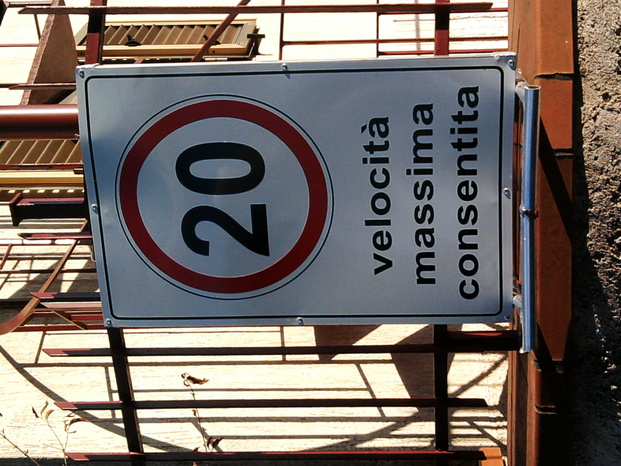 20
velocità
massima
consentita